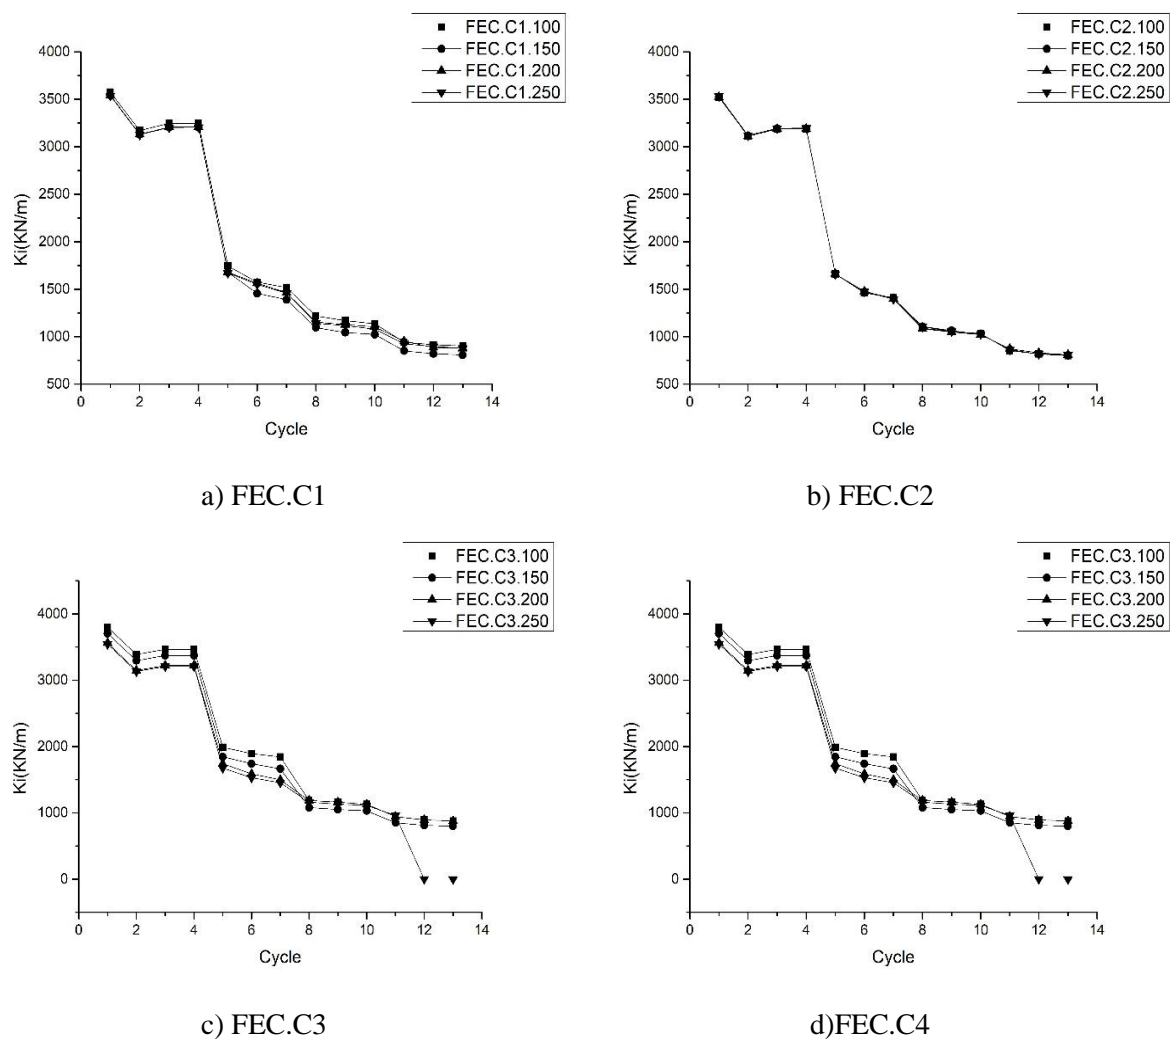 FEC.C1.100
FEC.C1.150
FEC.C1.200
FEC.C1.250
4000
3500
3000
2500
2000
1500
1000
500
Ki(KN/m)
0 2 4 6 8 10 12 14
Cycle
a) FEC.C1
FEC.C2.100
FEC.C2.150
FEC.C2.200
FEC.C2.250
4000
3500
3000
2500
2000
1500
1000
500
Ki(KN/m)
0 2 4 6 8 10 12 14
Cycle
b) FEC.C2
FEC.C3.100
FEC.C3.150
FEC.C3.200
FEC.C3.250
4000
3000
2000
1000
0
Ki(KN/m)
0 2 4 6 8 10 12 14
Cycle
c) FEC.C3
FEC.C3.100
FEC.C3.150
FEC.C3.200
FEC.C3.250
4000
3000
2000
1000
0
Ki(KN/m)
0 2 4 6 8 10 12 14
Cycle
d)FEC.C4